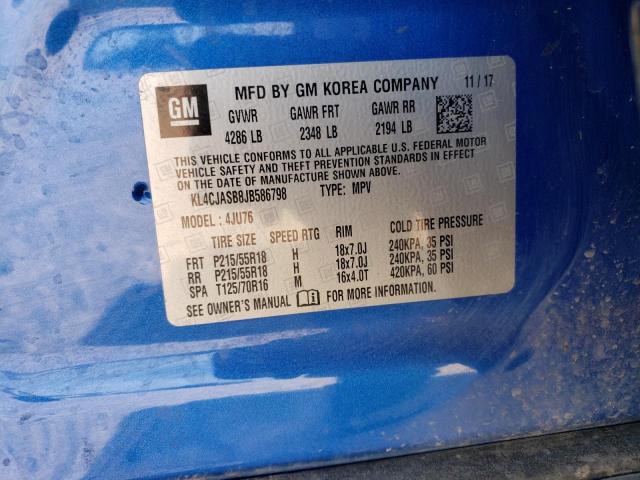 GM
MFD BY GM KOREA COMPANY 11/17
GVWR GAWR FRT GAWR RR
4286 LB 2348 LB 2194 LB
THIS VEHICLE CONFORMS TO ALL APPLICABLE U.S. FEDERAL MOTOR
VEHICLE SAFETY AND THEFT PREVENTION STANDARDS IN EFFECT
ON THE DATE OF MANUFACTURE SHOWN ABOVE.
KL4CJASB8JB586798 TYPE: MPV
MODEL: 4JU76
TIRE SIZE SPEED RTG RIM COLD TIRE PRESSURE
FRT P215/55R18 H 18x7.0J 240KPA, 35 PSI
RR P215/55R18 H 18x7.0J 240KPA, 35 PSI
SPA T125/70R16 M 16x4.0T 420KPA, 60 PSI
SEE OWNER'S MANUAL FOR MORE INFORMATION.